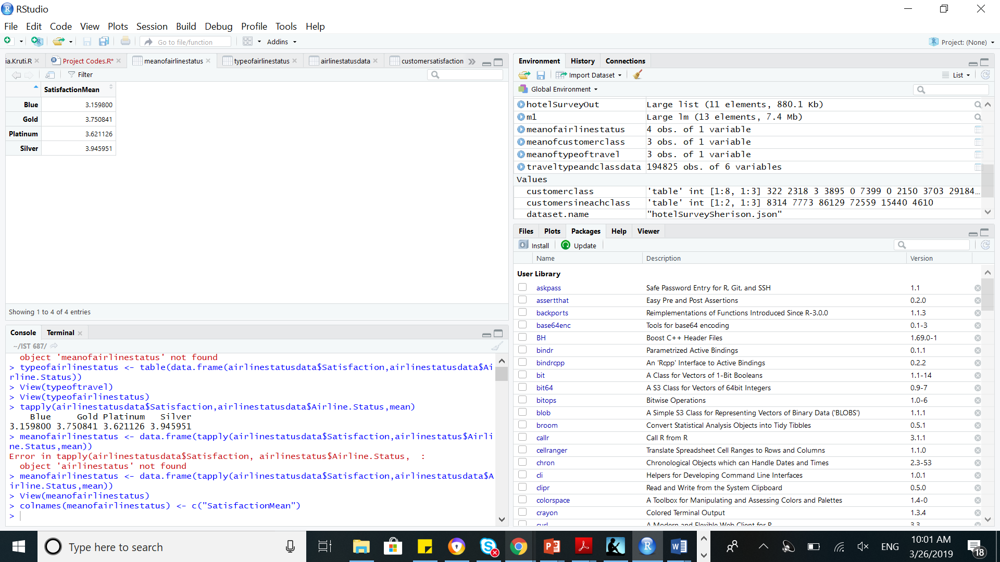 RStudio
File Edit Code View Plots Session Build Debug Profile Tools Help
Go to file/function Addins Project: (None)
ia.Kruti.R Project Codes.R* meanofairlinestatus typeofairlinestatus airlinestatusdata customersatisfaction
Filter
SatisfactionMean
Blue 3.159800
Gold 3.750841
Platinum 3.621126
Silver 3.945951
Showing 1 to 4 of 4 entries
Console Terminal
~/IST 687/
object 'meanofairlinestatus' not found
> typeofairlinestatus <- table(data.frame(airlinestatusdata$Satisfaction,airlinestatusdata$Ai
rline.Status))
> View(typeoftravel)
> View(typeofairlinestatus)
> tapply(airlinestatusdata$Satisfaction,airlinestatusdata$Airline.Status,mean)
Blue Gold Platinum Silver
3.159800 3.750841 3.621126 3.945951
> meanofairlinestatus <- data.frame(tapply(airlinestatusdata$Satisfaction,airlinestatus$Airli
ne.Status,mean))
Error in tapply(airlinestatusdata$Satisfaction, airlinestatus$Airline.Status, :
object 'airlinestatus' not found
> meanofairlinestatus <- data.frame(tapply(airlinestatusdata$Satisfaction,airlinestatusdata$A
irline.Status,mean))
> View(meanofairlinestatus)
> colnames(meanofairlinestatus) <- c("SatisfactionMean")
>
Environment History Connections
Import Dataset List
Global Environment
hotelSurveyOut Large list (11 elements, 880.1 Kb)
m1 Large lm (13 elements, 7.4 Mb)
meanofairlinestatus 4 obs. of 1 variable
meanofcustomerclass 3 obs. of 1 variable
meanoftypeoftravel 3 obs. of 1 variable
traveltypeandclassdata 194825 obs. of 6 variables
Values
customerclass 'table' int [1:8, 1:3] 322 2318 3 3895 0 7399 0 2150 3703 29184...
customersineachclass 'table' int [1:2, 1:3] 8314 7773 86129 72559 15440 4610
dataset.name "hotelSurveySherison.json"
Files Plots Packages Help Viewer
Install Update
Name Description Version
User Library
askpass Safe Password Entry for R, Git, and SSH 1.1
assertthat Easy Pre and Post Assertions 0.2.0
backports Reimplementations of Functions Introduced Since R-3.0.0 1.1.3
base64enc Tools for base64 encoding 0.1-3
BH Boost C++ Header Files 1.69.0-1
bindr Parametrized Active Bindings 0.1.1
bindrcpp An 'Rcpp' Interface to Active Bindings 0.2.2
bit A Class for Vectors of 1-Bit Booleans 1.1-14
bit64 A S3 Class for Vectors of 64bit Integers 0.9-7
bitops Bitwise Operations 1.0-6
blob A Simple S3 Class for Representing Vectors of Binary Data ('BLOBS') 1.1.1
broom Convert Statistical Analysis Objects into Tidy Tibbles 0.5.1
callr Call R from R 3.1.1
cellranger Translate Spreadsheet Cell Ranges to Rows and Columns 1.1.0
chron Chronological Objects which can Handle Dates and Times 2.3-53
cli Helpers for Developing Command Line Interfaces 1.0.1
clipr Read and Write from the System Clipboard 0.5.0
colorspace A Toolbox for Manipulating and Assessing Colors and Palettes 1.4-0
crayon Colored Terminal Output 1.3.4
curl A Modern and Flexible Web Client for R 3.3
Type here to search
ENG
10:01 AM
3/26/2019
18